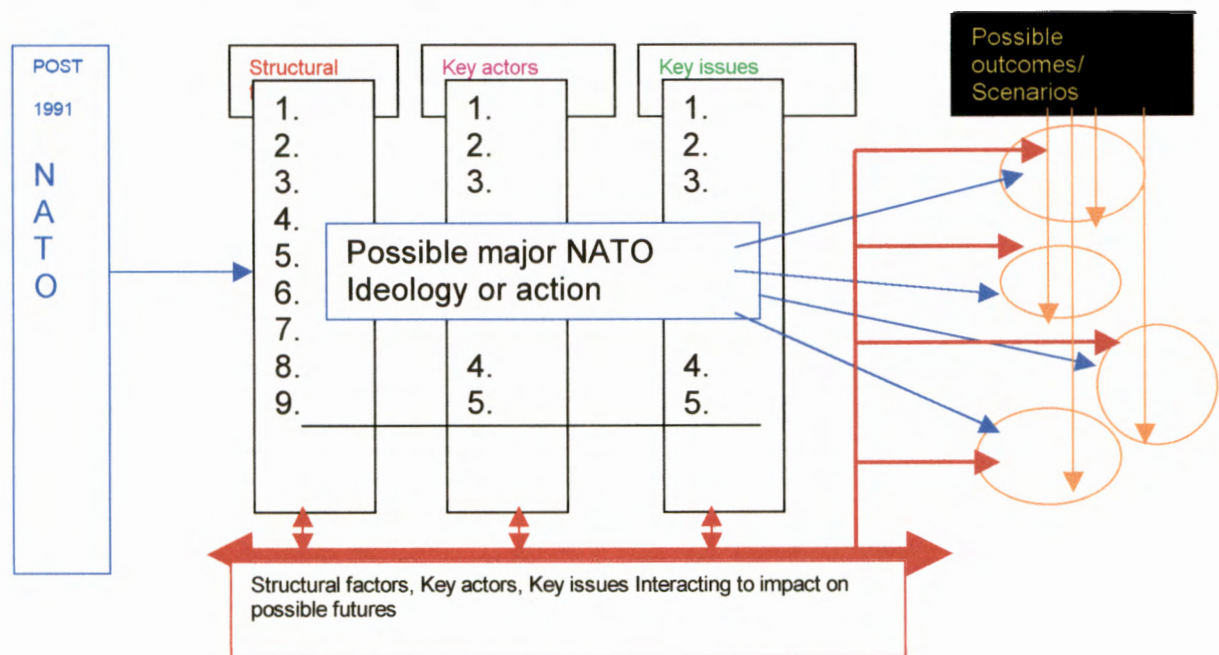 POST
1991
N
A
T
O
Structural
1.
2.
3.
4.
5.
6.
7.
8.
9.
Key actors
1.
2.
3.
4.
5.
Key issues
1.
2.
3.
4.
5.
Possible major NATO
Ideology or action
Possible
outcomes/
Scenarios
Structural factors, Key actors, Key issues Interacting to impact on
possible futures